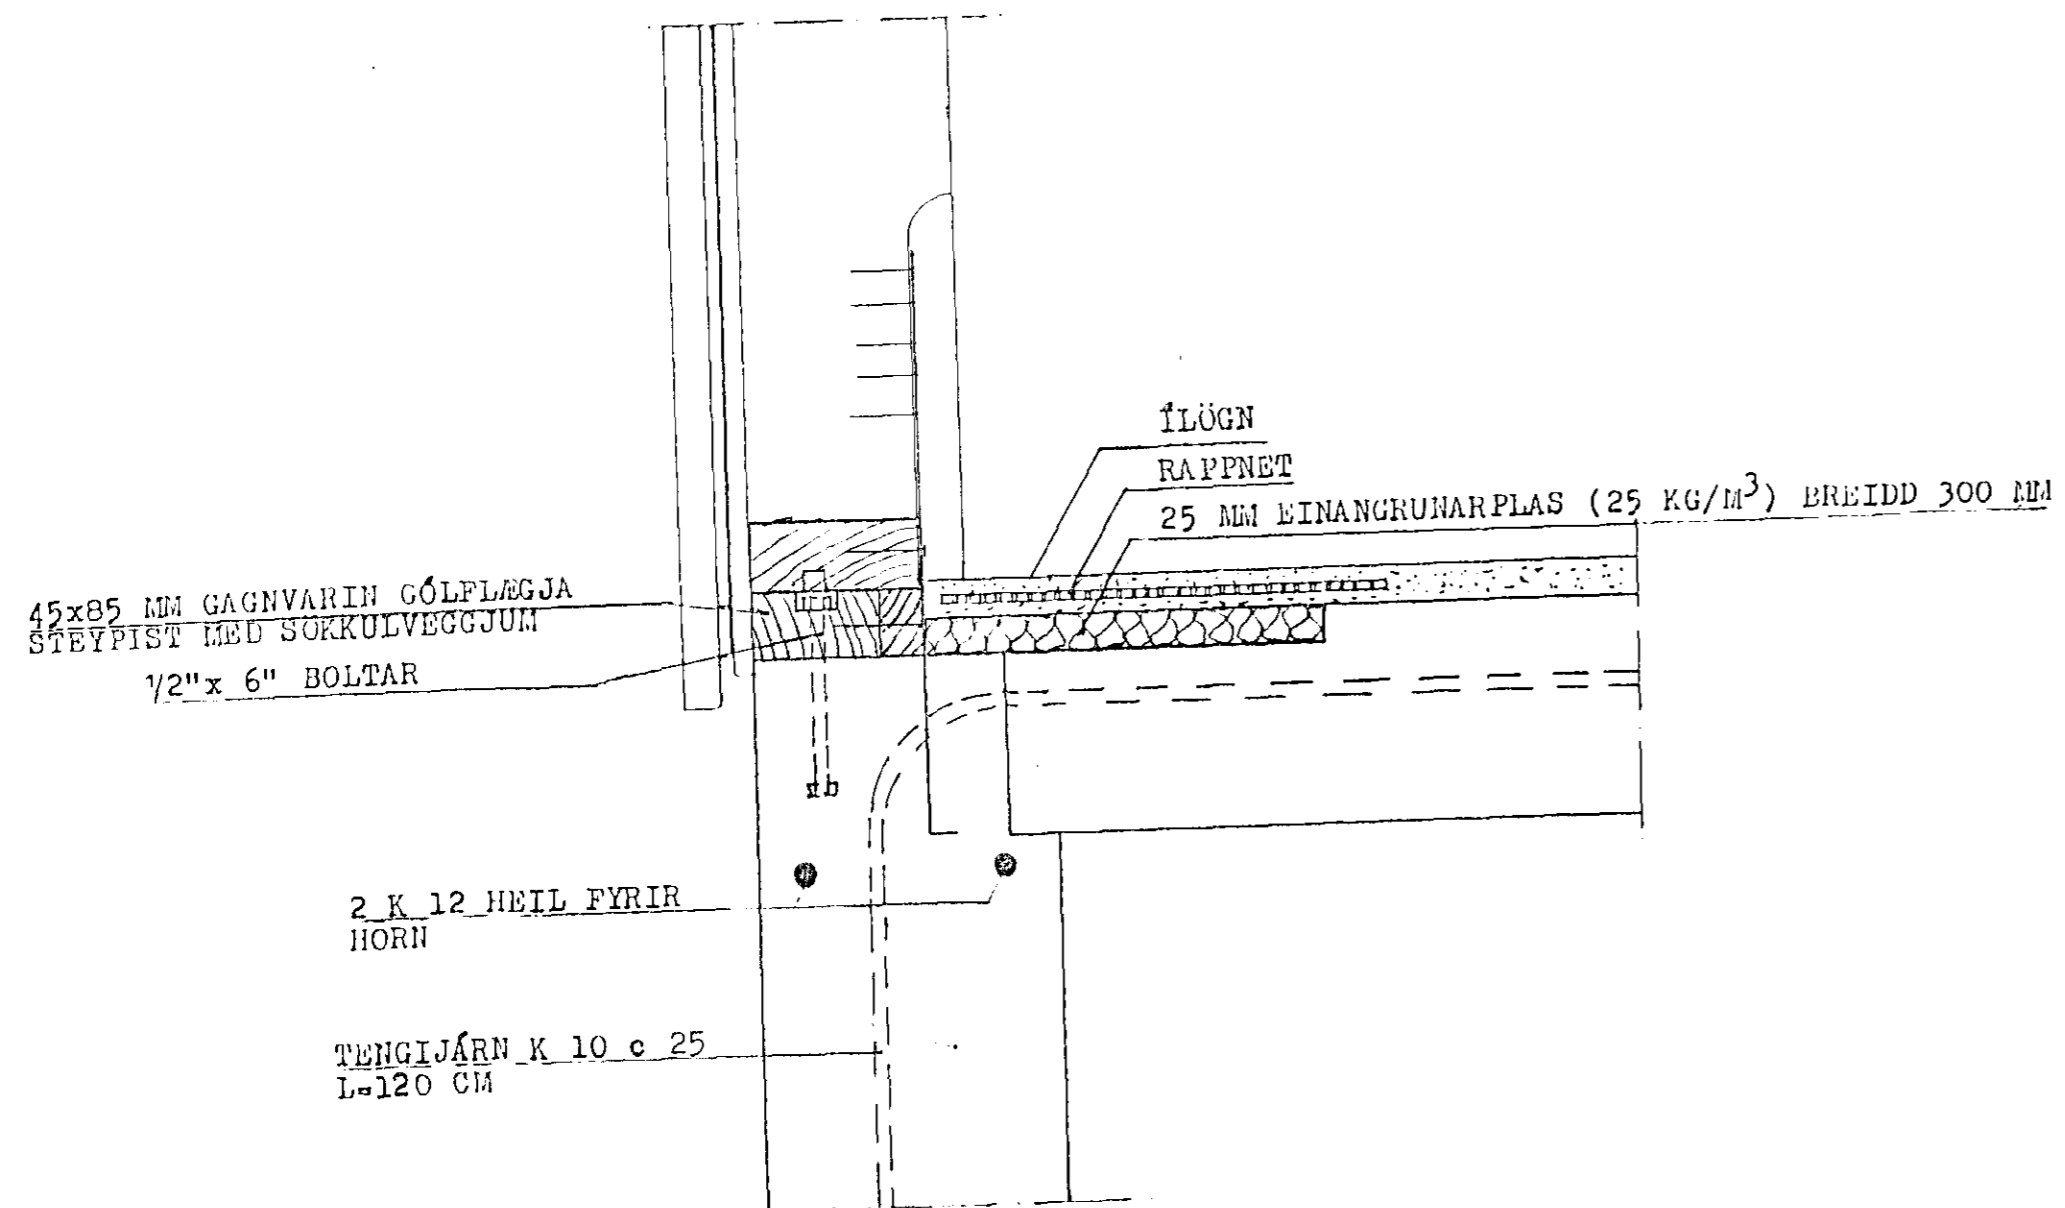 ÍLÖGN
RAPPNET
25 MM EINANGRUNARPLAS (25 KG/M³) BREIDD 300 MM
45x85 MM GAGNVARIN GÓLFLÆGJA
STEYPIST MED SÖKKULVEGGJUM
1/2"x 6" BOLTAR
2 K 12 HEIL FYRIR
HORN
TENGIJÁRN K 10 c 25
L=120 CM